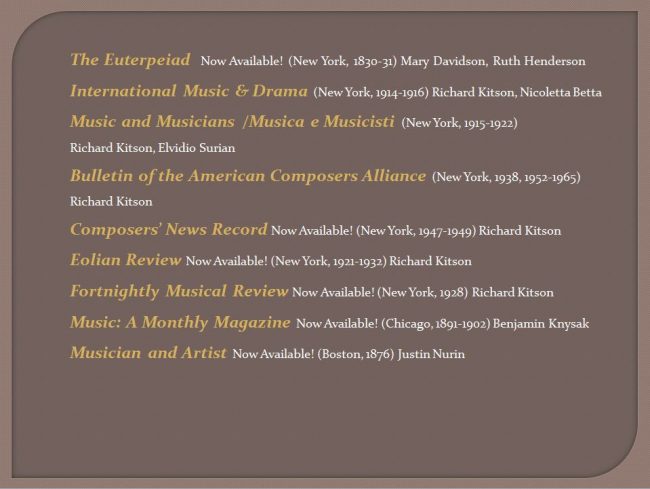 The Euterpeiad Now Available! (New York, 1830-31) Mary Davidson, Ruth Henderson
International Music & Drama (New York, 1914-1916) Richard Kitson, Nicoletta Betta
Music and Musicians /Musica e Musicisti (New York, 1915-1922)
Richard Kitson, Elvidio Surian
Bulletin of the American Composers Alliance (New York, 1938, 1952-1965)
Richard Kitson
Composers' News Record Now Available! (New York, 1947-1949) Richard Kitson
Eolian Review Now Available! (New York, 1921-1932) Richard Kitson
Fortnightly Musical Review Now Available! (New York, 1928) Richard Kitson
Music: A Monthly Magazine Now Available! (Chicago, 1891-1902) Benjamin Knysak
Musician and Artist Now Available! (Boston, 1876) Justin Nurin